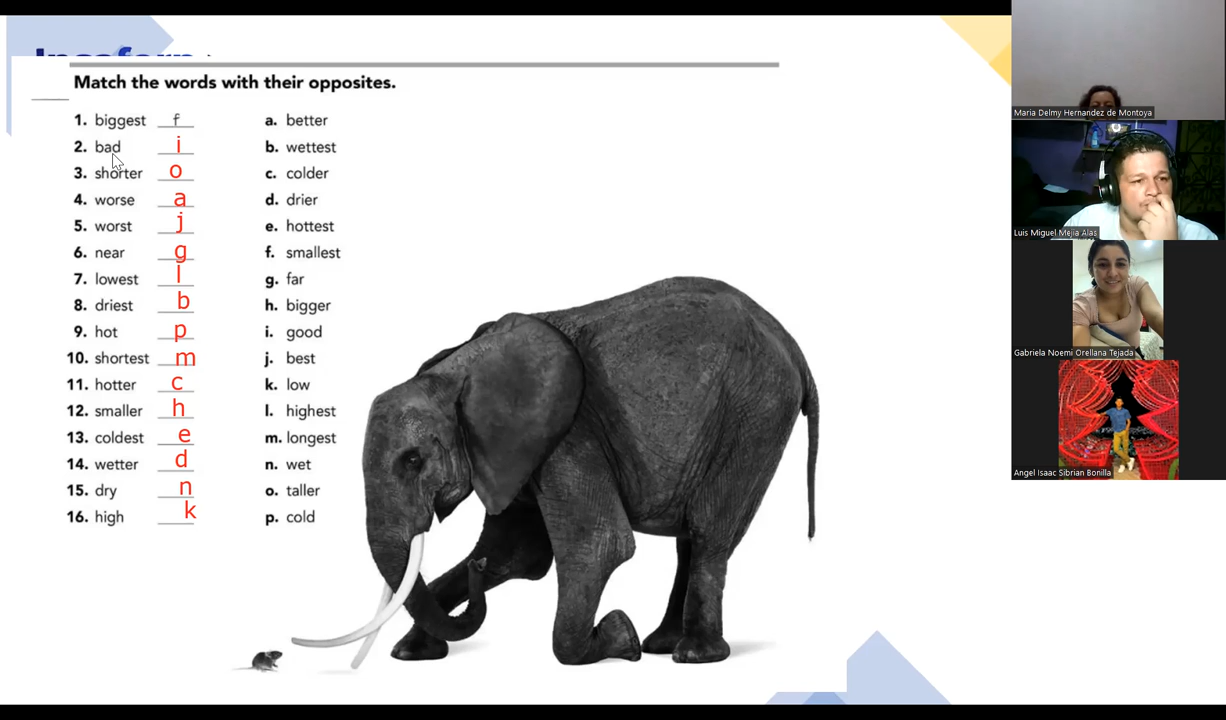 Match the words with their opposites.
1. biggest f
2. bad i
3. shorter o
4. worse a
5. worst j
6. near g
7. lowest l
8. driest b
9. hot p
10. shortest m
11. hotter c
12. smaller h
13. coldest e
14. wetter d
15. dry n
16. high k
a. better
b. wettest
c. colder
d. drier
e. hottest
f. smallest
g. far
h. bigger
i. good
j. best
k. low
l. highest
m. longest
n. wet
o. taller
p. cold
Maria Delmy Hernandez de Montoya
Luis Miguel Mejia Alas
Gabriela Noemi Orellana Tejada
Angel Isaac Sibrian Bonilla